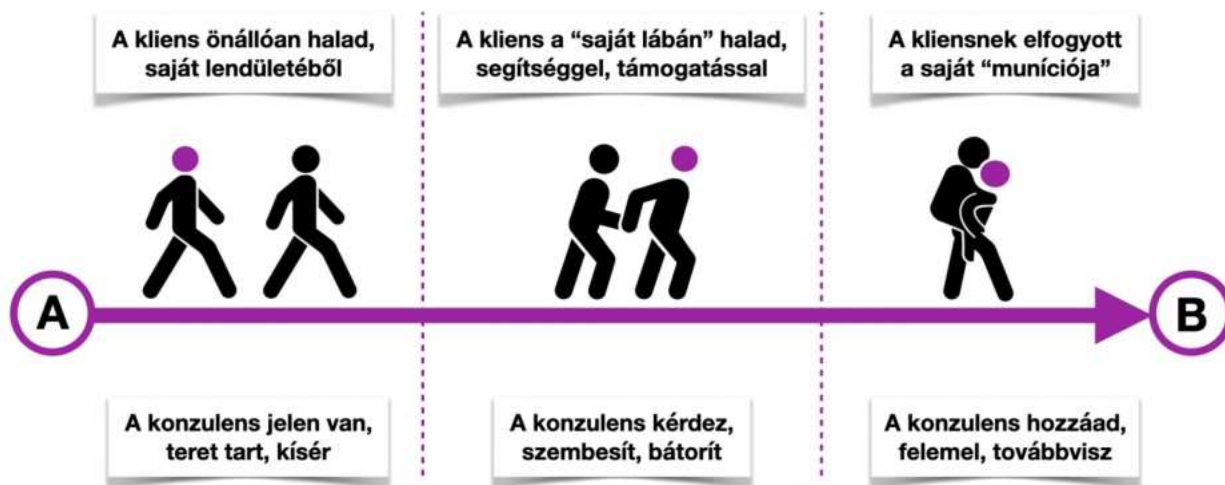 A kliens önállóan halad,
saját lendületéből
A kliens a “saját lábán” halad,
segítséggel, támogatással
A kliensnek elfogyott
a saját “muníciója”
A
B
A konzulens jelen van,
teret tart, kísér
A konzulens kérdez,
szembesít, bátorít
A konzulens hozzáad,
felemel, továbbvisz